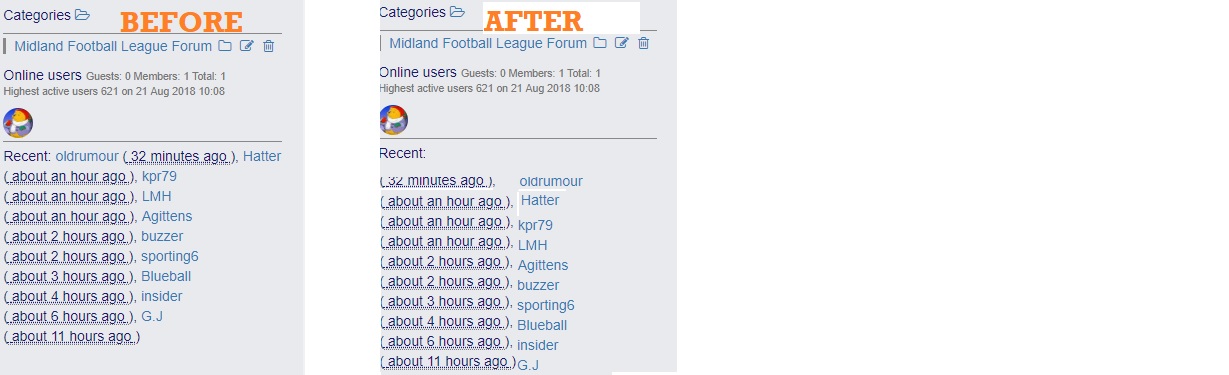 Categories
BEFORE
Midland Football League Forum
Online users Guests: 0 Members: 1 Total: 1
Highest active users 621 on 21 Aug 2018 10:08
Recent: oldrumour ( 32 minutes ago ), Hatter
( about an hour ago ), kpr79
( about an hour ago ), LMH
( about an hour ago ), Agittens
( about 2 hours ago ), buzzer
( about 2 hours ago ), sporting6
( about 3 hours ago ), Blueball
( about 4 hours ago ), insider
( about 6 hours ago ), G.J
( about 11 hours ago )
Categories
AFTER
Midland Football League Forum
Online users Guests: 0 Members: 1 Total: 1
Highest active users 621 on 21 Aug 2018 10:08
Recent:
( 32 minutes ago ), oldrumour
( about an hour ago ), Hatter
( about an hour ago ), kpr79
( about an hour ago ), LMH
( about 2 hours ago ), Agittens
( about 2 hours ago ), buzzer
( about 3 hours ago ), sporting6
( about 4 hours ago ), Blueball
( about 6 hours ago ), insider
( about 11 hours ago ) G.J